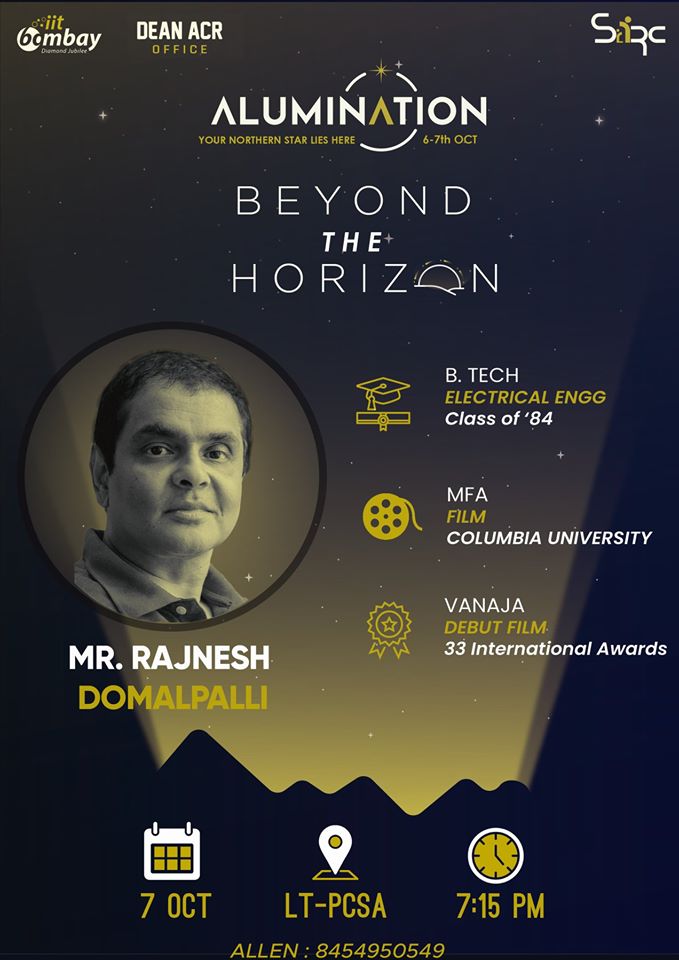 iit
bombay
Diamond Jubilee
DEAN ACR
OFFICE
SARC
ALUMINATION
YOUR NORTHERN STAR LIES HERE
6-7th OCT
BEYOND
THE
HORIZON
B. TECH
ELECTRICAL ENGG
Class of ‘84
MFA
FILM
COLUMBIA UNIVERSITY
VANAJA
DEBUT FILM
33 International Awards
MR. RAJNESH
DOMALPALLI
7 OCT
LT-PCSA
7:15 PM
ALLEN : 8454950549